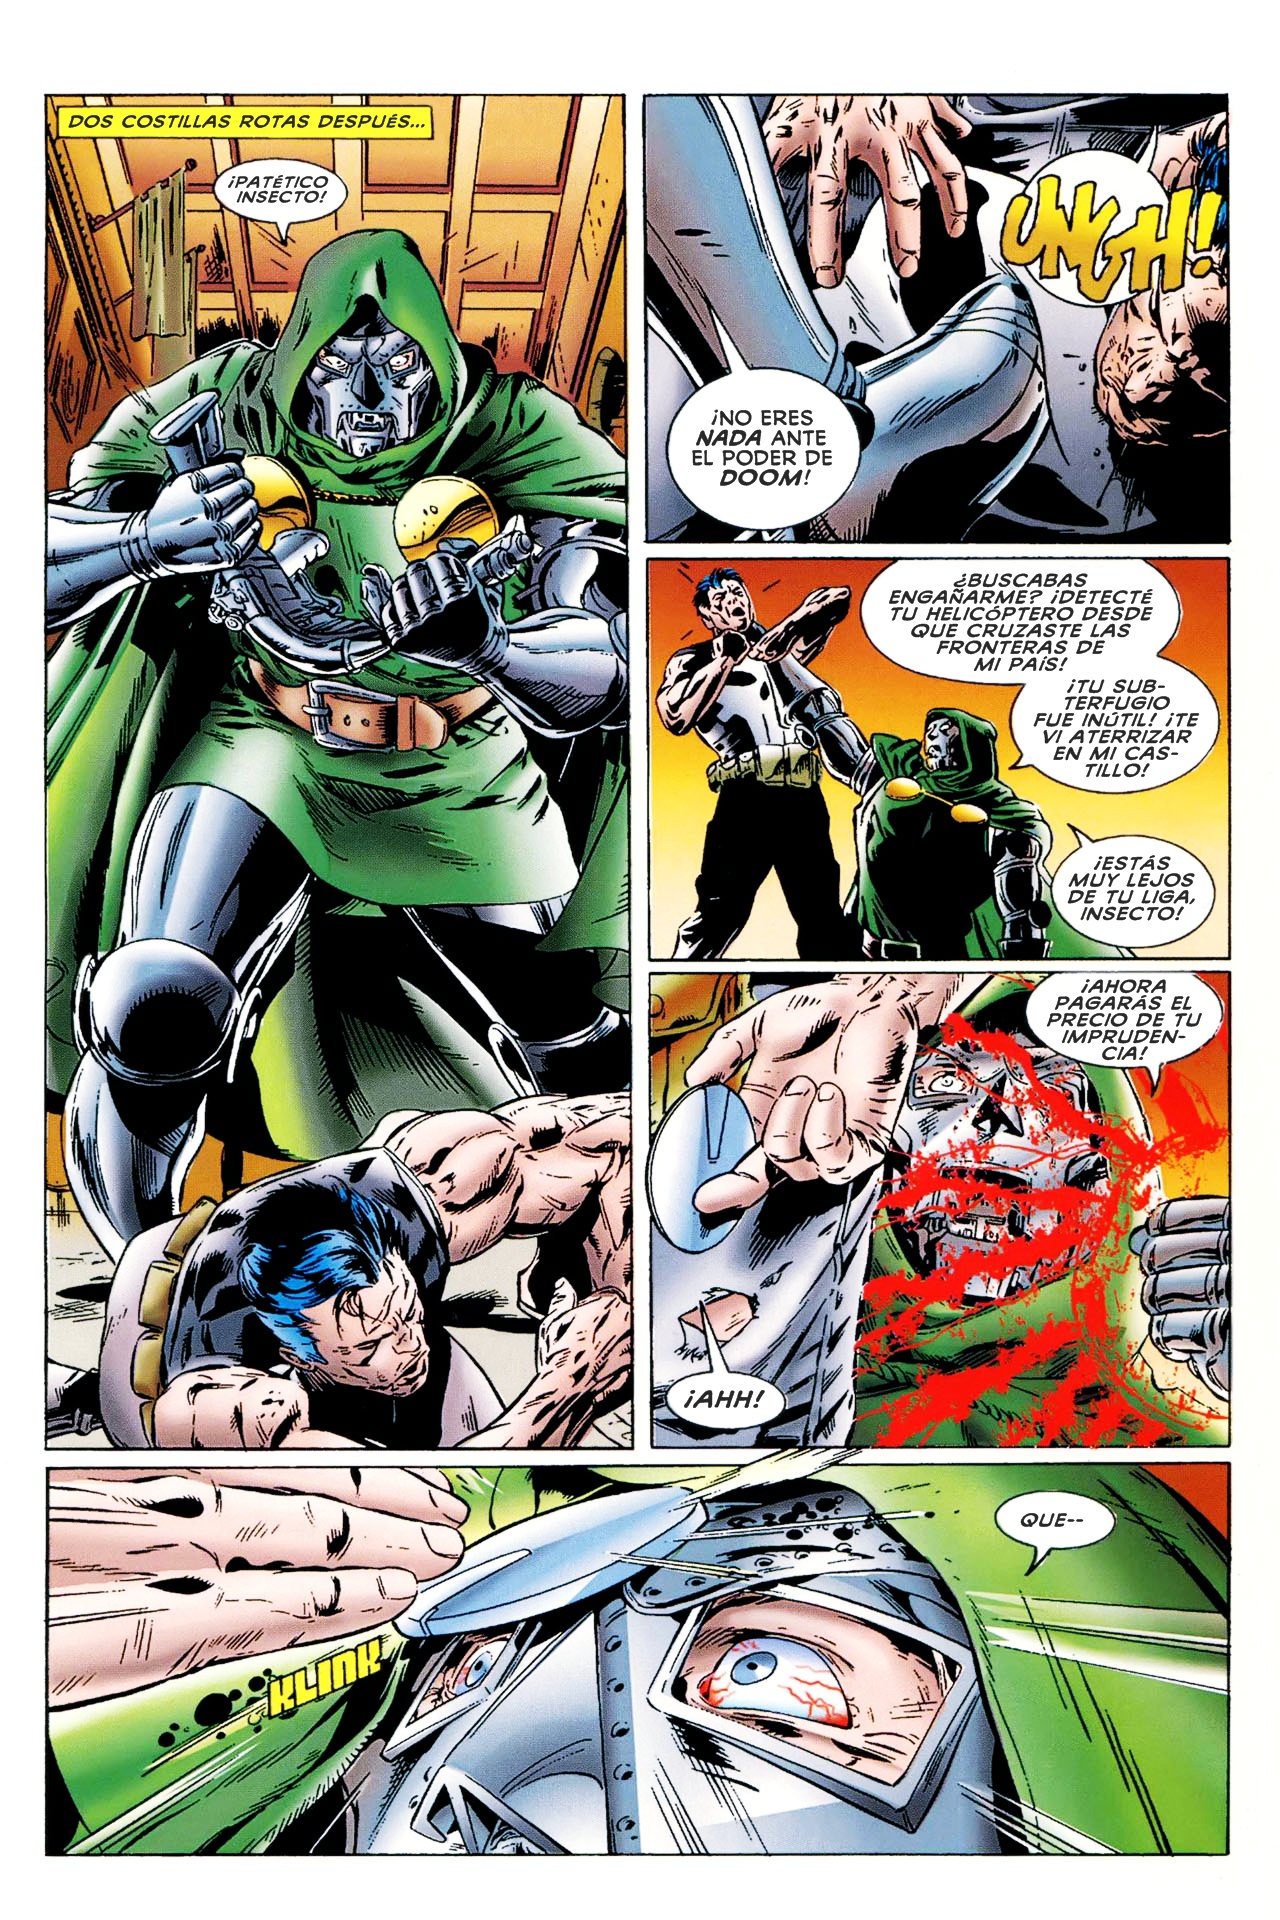 DOS COSTILLAS ROTAS DESPUÉS...
¡PATÉTICO
INSECTO!
UNGH!
¡NO ERES
NADA ANTE
EL PODER DE
DOOM!
¿BUSCABAS
ENGAÑARME? ¡DETECTÉ
TU HELICÓPTERO DESDE
QUE CRUZASTE LAS
FRONTERAS DE
MI PAÍS!
¡TU SUB-
TERFUGIO
FUE INÚTIL! ¡TE
VI ATERRIZAR
EN MI CAS-
TILLO!
¡ESTÁS
MUY LEJOS
DE TU LIGA,
INSECTO!
¡AHORA
PAGARÁS EL
PRECIO DE TU
IMPRUDEN-
CIA!
¡AHH!
QUE--
KLINK